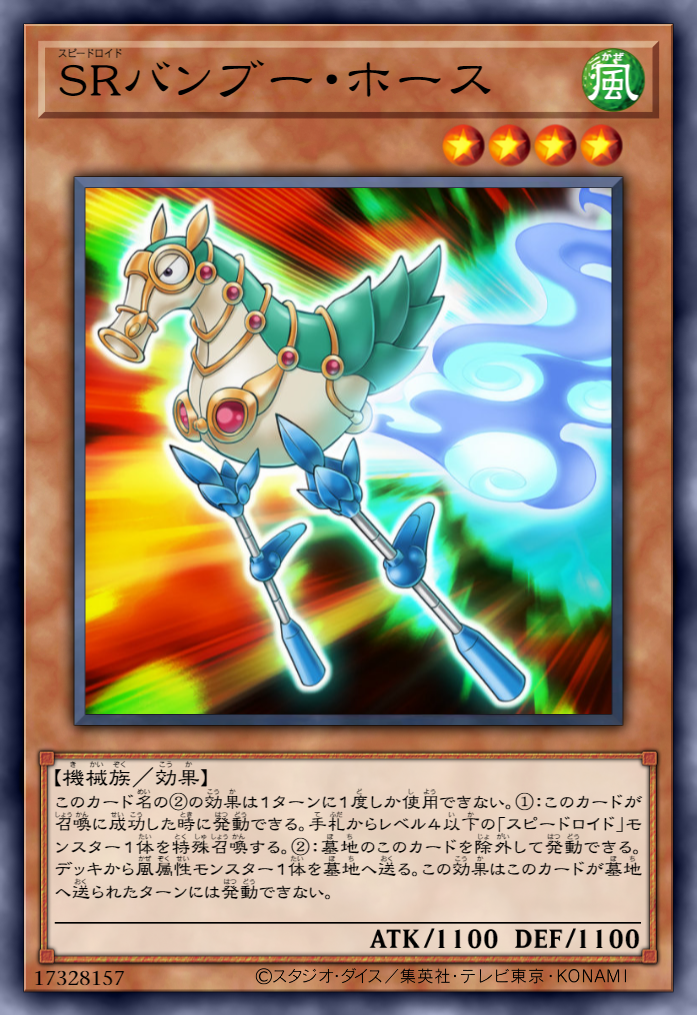 スピードロイド
SRバンブー・ホース
かぜ
風
【機械族／効果】
このカード名の②の効果は1ターンに1度しか使用できない。①：このカードが
召喚に成功した時に発動できる。手札からレベル4以下の「スピードロイド」モ
ンスター1体を特殊召喚する。②：墓地のこのカードを除外して発動できる。
デッキから風属性モンスター1体を墓地へ送る。この効果はこのカードが墓地
へ送られたターンには発動できない。
ATK/1100 DEF/1100
17328157
©スタジオ・ダイス／集英社・テレビ東京・KONAMI